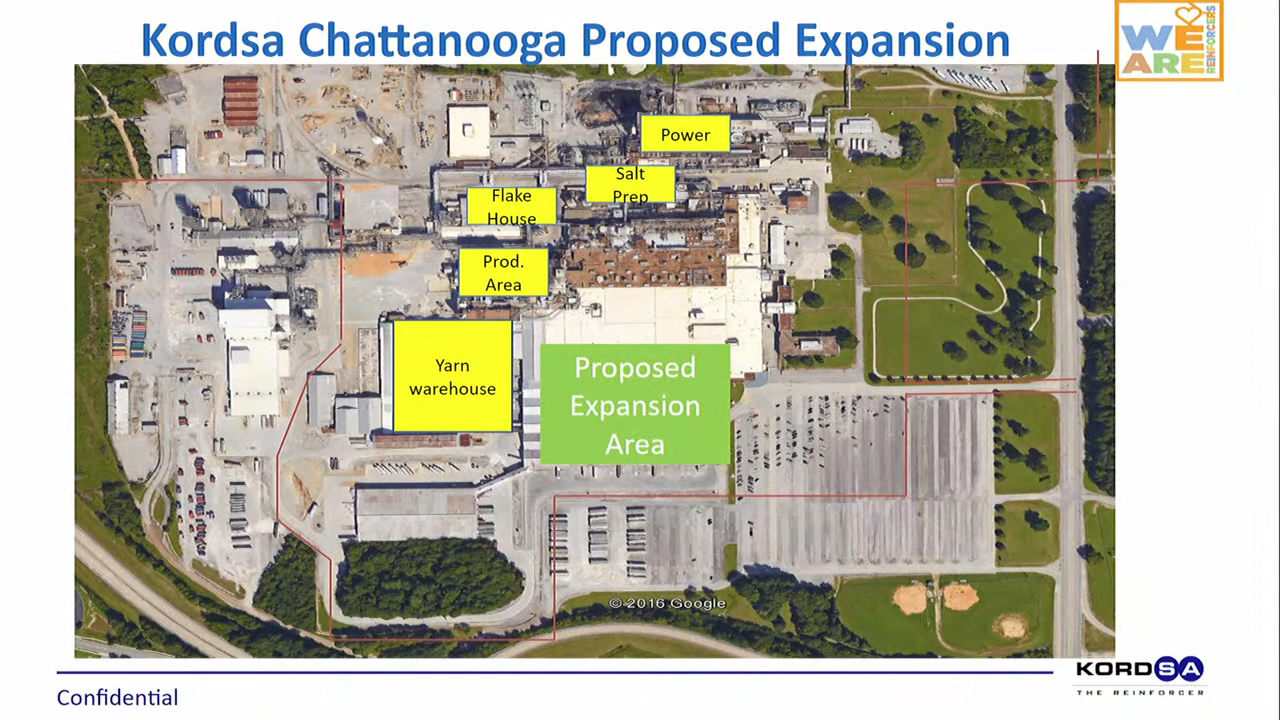 Kordsa Chattanooga Proposed Expansion
WE
ARE
REINFORCERS
Power
Salt
Prep
Flake
House
Prod.
Area
Yarn
warehouse
Proposed
Expansion
Area
© 2016 Google
Confidential
KORDSA
THE REINFORCER